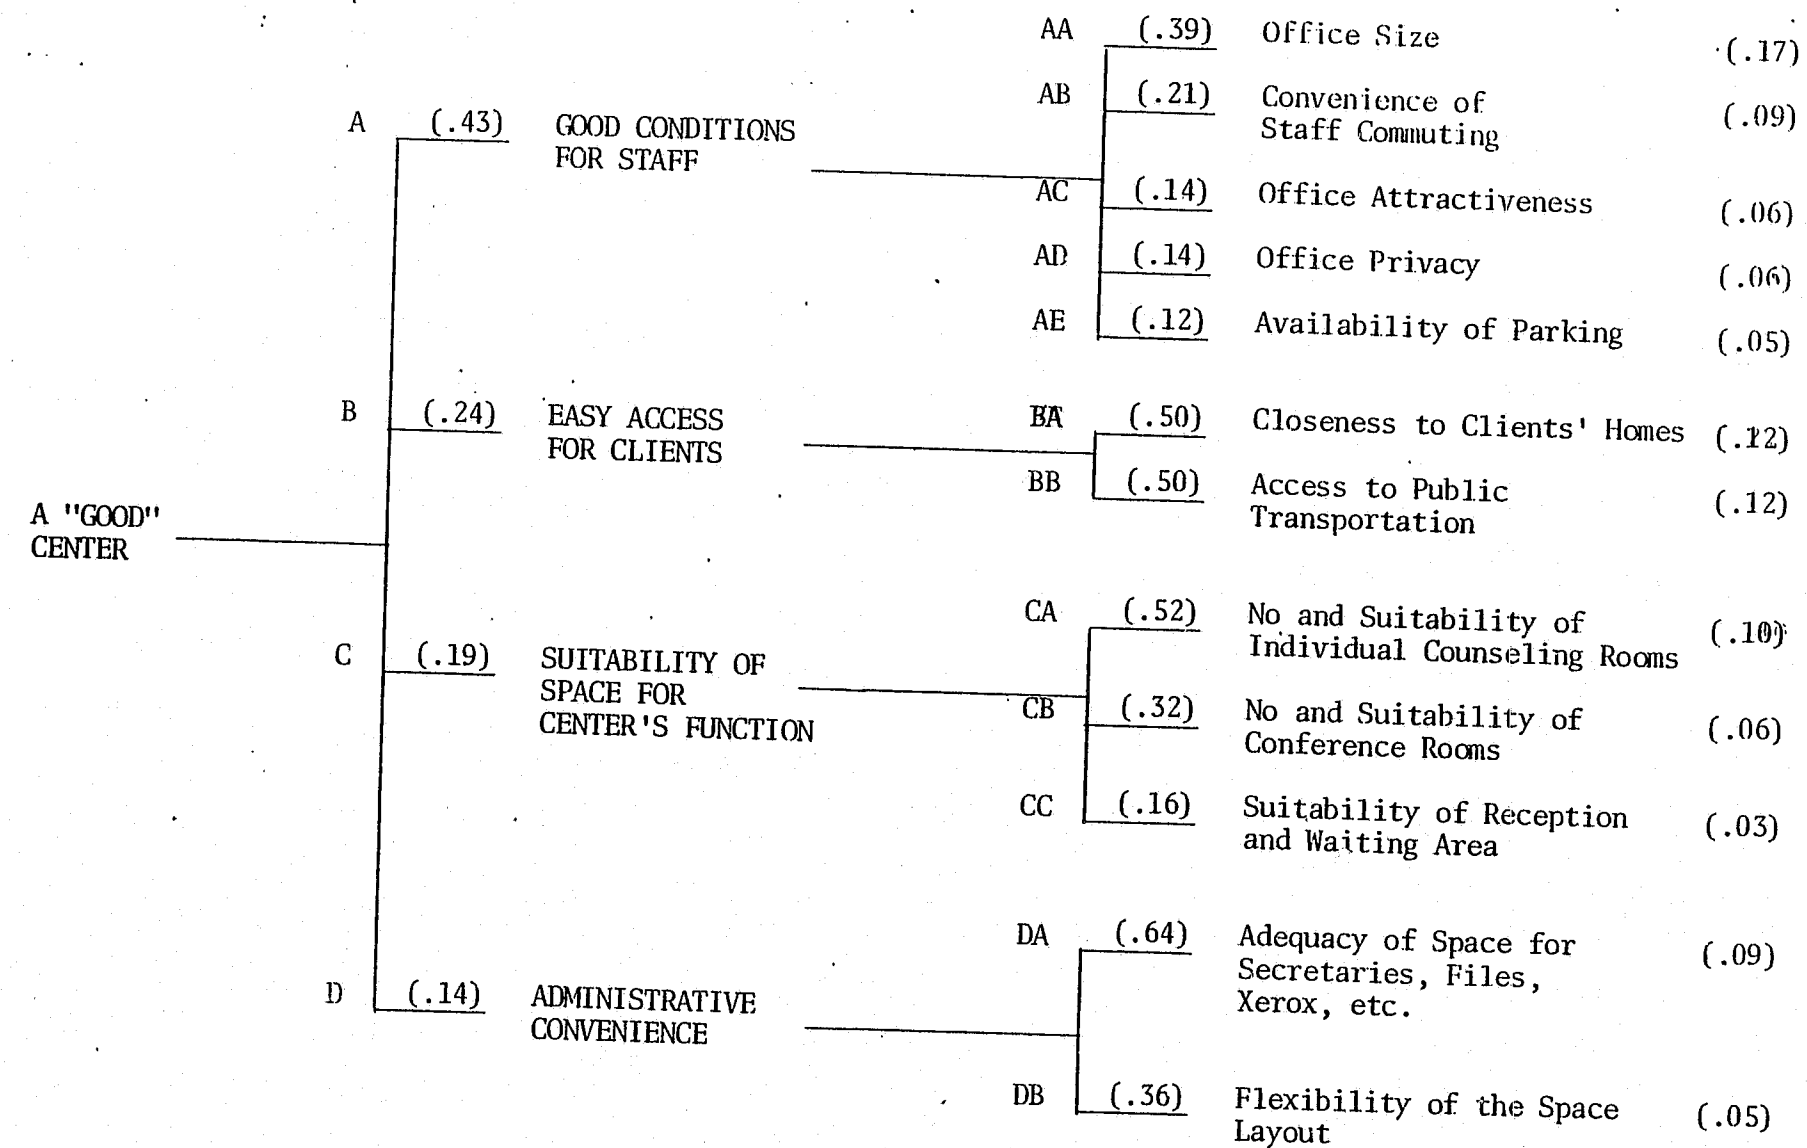 AA (.39) Office Size (.17)
AB (.21) Convenience of (.09)
Staff Commuting
A (.43) GOOD CONDITIONS
FOR STAFF
AC (.14) Office Attractiveness (.06)
AD (.14) Office Privacy (.06)
AE (.12) Availability of Parking (.05)
B (.24) EASY ACCESS
FOR CLIENTS
BA (.50) Closeness to Clients' Homes (.12)
BB (.50) Access to Public (.12)
Transportation
A "GOOD"
CENTER
CA (.52) No and Suitability of (.10)
Individual Counseling Rooms
C (.19) SUITABILITY OF
SPACE FOR
CENTER'S FUNCTION
CB (.32) No and Suitability of (.06)
Conference Rooms
CC (.16) Suitability of Reception (.03)
and Waiting Area
DA (.64) Adequacy of Space for (.09)
Secretaries, Files,
Xerox, etc.
D (.14) ADMINISTRATIVE
CONVENIENCE
DB (.36) Flexibility of the Space (.05)
Layout